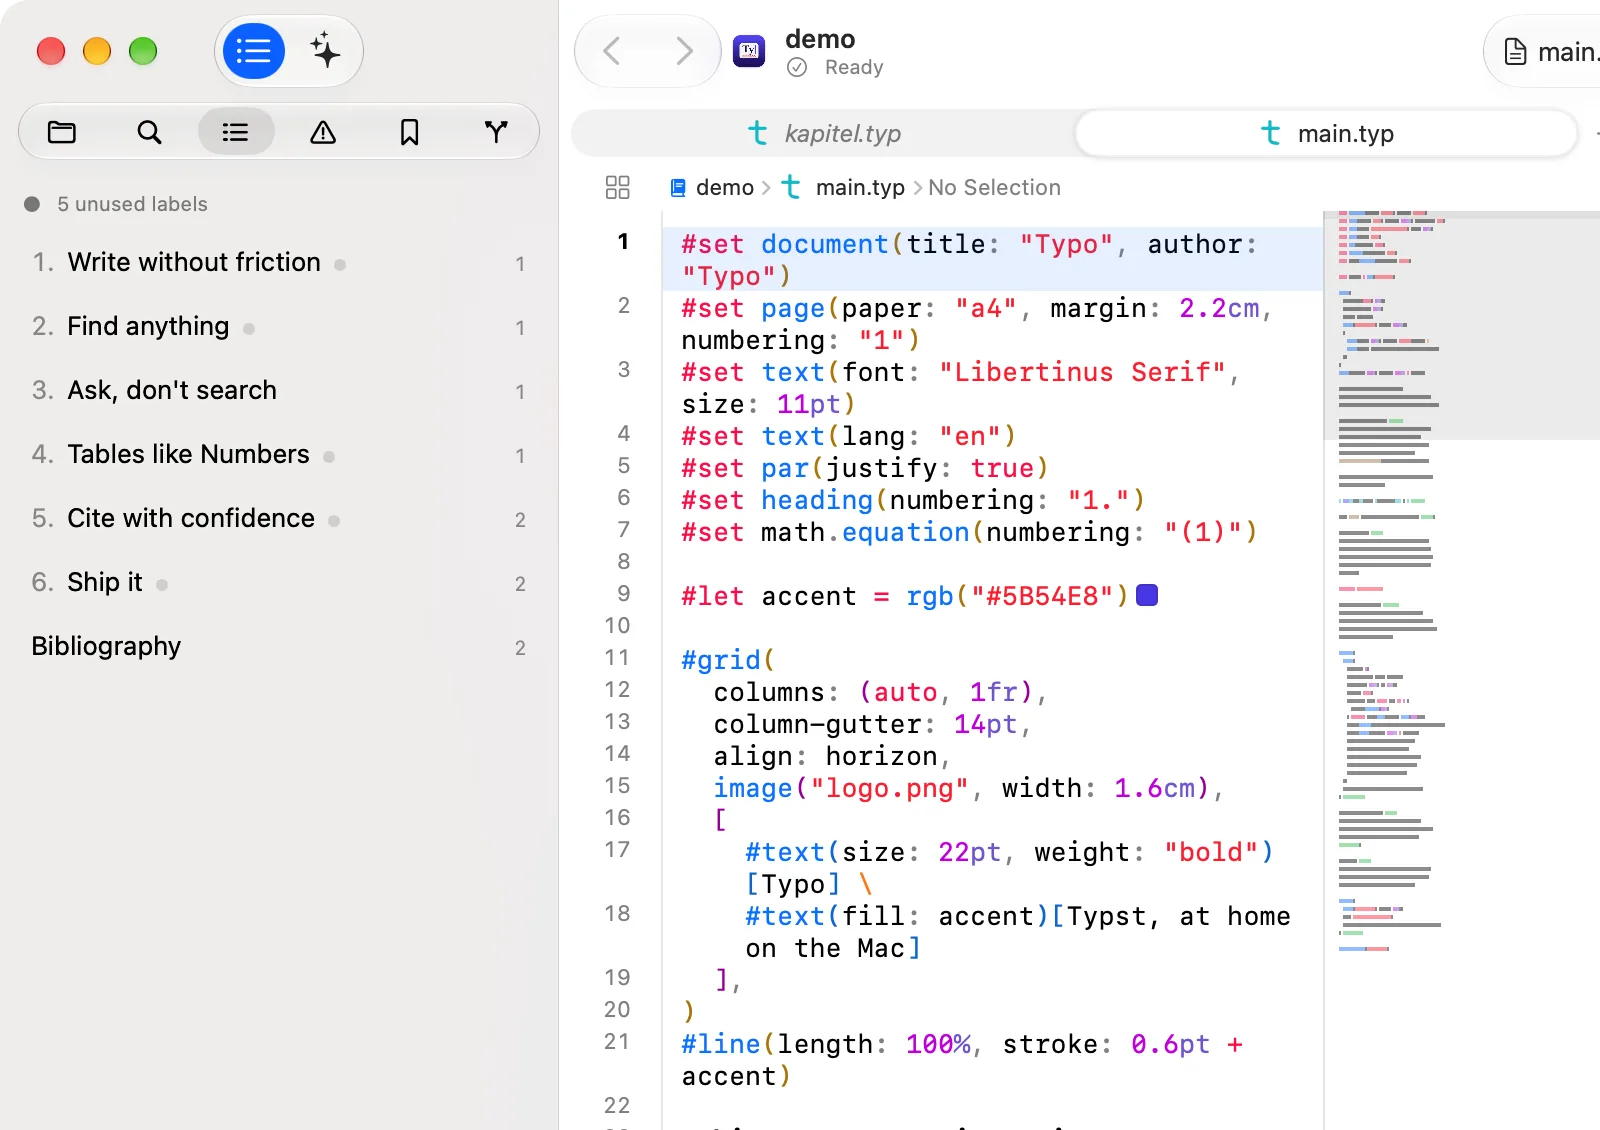 demo
Ready
main.
kapitel.typ
main.typ
demo > main.typ > No Selection
5 unused labels
1. Write without friction 1
2. Find anything 1
3. Ask, don't search 1
4. Tables like Numbers 1
5. Cite with confidence 2
6. Ship it 2
Bibliography 2
1 #set document(title: "Typo", author:
"Typo")
2 #set page(paper: "a4", margin: 2.2cm,
numbering: "1")
3 #set text(font: "Libertinus Serif",
size: 11pt)
4 #set text(lang: "en")
5 #set par(justify: true)
6 #set heading(numbering: "1.")
7 #set math.equation(numbering: "(1)")
8
9 #let accent = rgb("#5B54E8")
10
11 #grid(
12 columns: (auto, 1fr),
13 column-gutter: 14pt,
14 align: horizon,
15 image("logo.png", width: 1.6cm),
16 [
17 #text(size: 22pt, weight: "bold")
[Typo] \
18 #text(fill: accent)[Typst, at home
on the Mac]
19 ],
20 )
21 #line(length: 100%, stroke: 0.6pt +
accent)
22